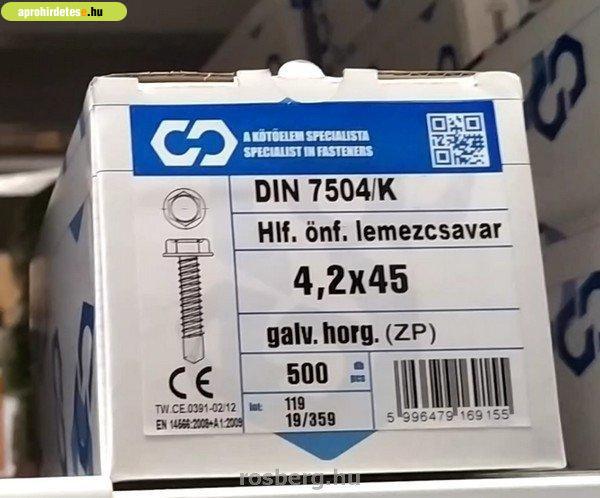 aprohirdetes.hu
A KÖTŐELEM SPECIALISTA
SPECIALIST IN FASTENERS
DIN 7504/K
Hlf. önf. lemezcsavar
4,2x45
galv. horg. (ZP)
500 db
pcs
CE
TW.CE.0391-02/12
EN 14566:2008+A1:2009
lot: 119
19/359
5 996479 169155
rosberg.hu